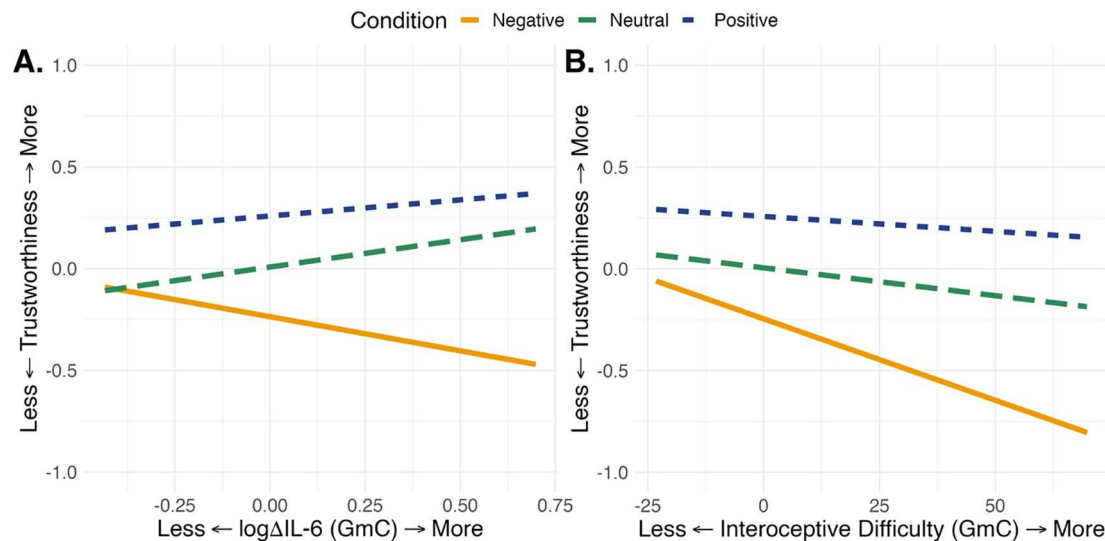 Condition Negative Neutral Positive
A.
1.0
0.5
0.0
-0.5
-1.0
Less ← Trustworthiness → More
-0.25 0.00 0.25 0.50 0.75
Less ← logΔIL-6 (GmC) → More
B.
1.0
0.5
0.0
-0.5
-1.0
Less ← Trustworthiness → More
-25 0 25 50
Less ← Interoceptive Difficulty (GmC) → More